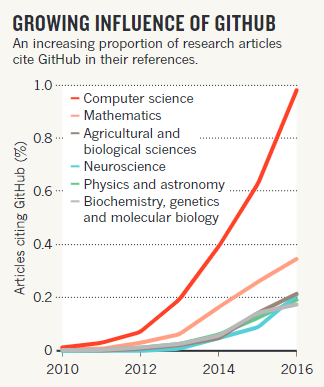 GROWING INFLUENCE OF GITHUB
An increasing proportion of research articles
cite GitHub in their references.
Articles citing GitHub (%)
1.0
0.8
0.6
0.4
0.2
0
Computer science
Mathematics
Agricultural and
biological sciences
Neuroscience
Physics and astronomy
Biochemistry, genetics
and molecular biology
2010 2012 2014 2016